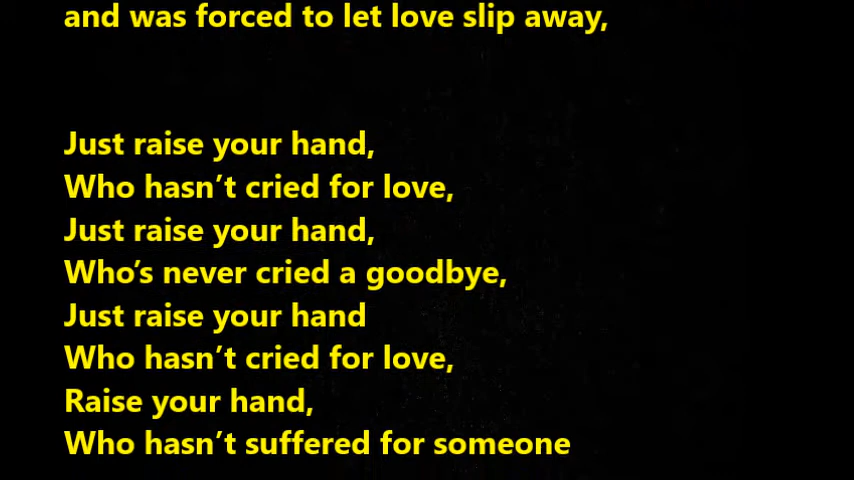 and was forced to let love slip away,
Just raise your hand,
Who hasn’t cried for love,
Just raise your hand,
Who’s never cried a goodbye,
Just raise your hand
Who hasn’t cried for love,
Raise your hand,
Who hasn’t suffered for someone